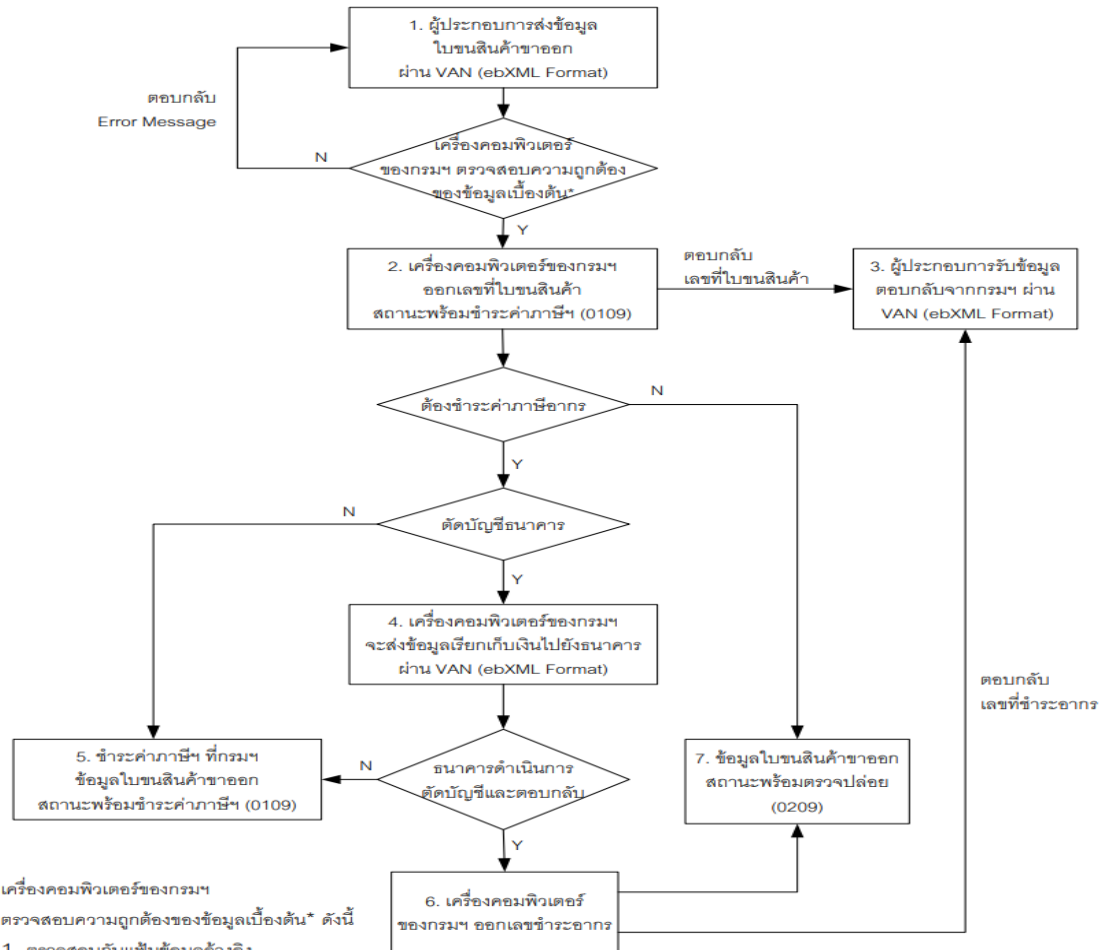 1. ผู้ประกอบการส่งข้อมูล
ใบขนสินค้าขาออก
ผ่าน VAN (ebXML Format)
ตอบกลับ
Error Message
N
เครื่องคอมพิวเตอร์
ของกรมฯ ตรวจสอบความถูกต้อง
ของข้อมูลเบื้องต้น*
Y
2. เครื่องคอมพิวเตอร์ของกรมฯ
ออกเลขที่ใบขนสินค้า
สถานะพร้อมชำระค่าภาษีฯ (0109)
ตอบกลับ
เลขที่ใบขนสินค้า
3. ผู้ประกอบการรับข้อมูล
ตอบกลับจากกรมฯ ผ่าน
VAN (ebXML Format)
ต้องชำระค่าภาษีอากร
N
Y
N
ตัดบัญชีธนาคาร
Y
4. เครื่องคอมพิวเตอร์ของกรมฯ
จะส่งข้อมูลเรียกเก็บเงินไปยังธนาคาร
ผ่าน VAN (ebXML Format)
ตอบกลับ
เลขที่ชำระอากร
5. ชำระค่าภาษีฯ ที่กรมฯ
ข้อมูลใบขนสินค้าขาออก
สถานะพร้อมชำระค่าภาษีฯ (0109)
N
ธนาคารดำเนินการ
ตัดบัญชีและตอบกลับ
7. ข้อมูลใบขนสินค้าขาออก
สถานะพร้อมตรวจปล่อย
(0209)
Y
6. เครื่องคอมพิวเตอร์
ของกรมฯ ออกเลขชำระอากร
เครื่องคอมพิวเตอร์ของกรมฯ
ตรวจสอบความถูกต้องของข้อมูลเบื้องต้น* ดังนี้